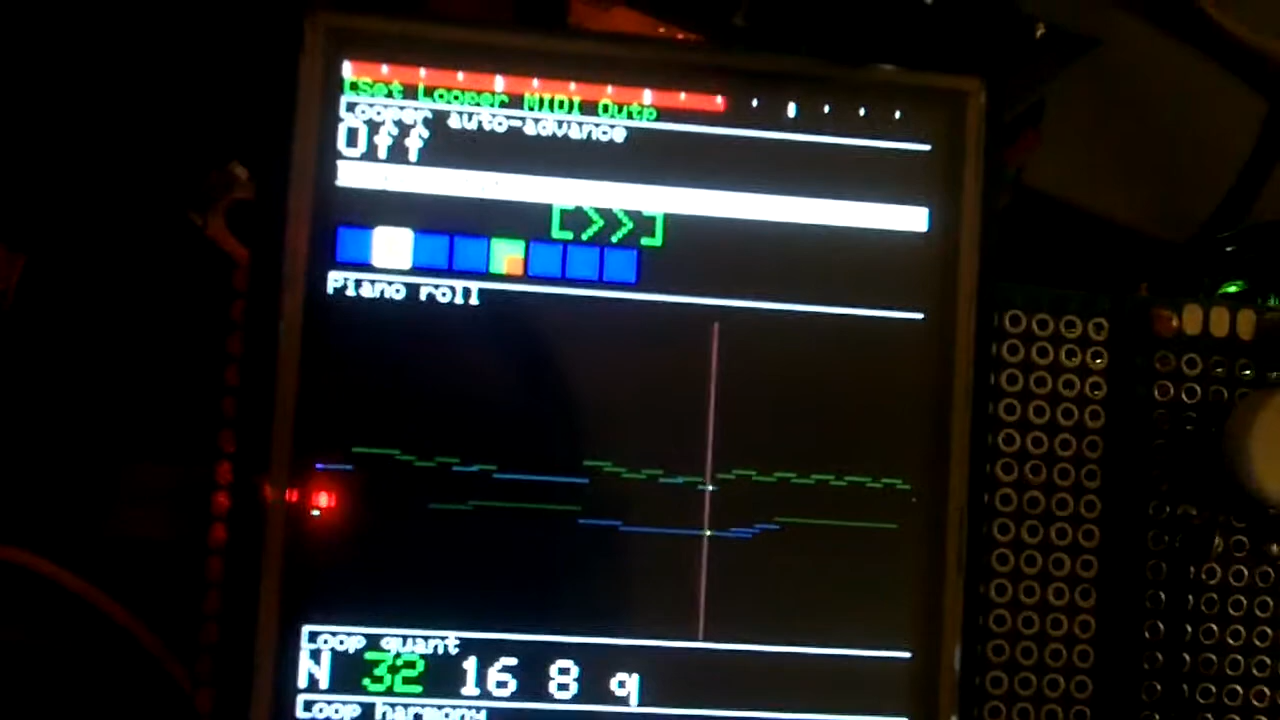 [Set Looper MIDI Outp
Looper auto-advance
Off
[>>]
Piano roll
Loop quant
N 32 16 8 q
Loop harmony